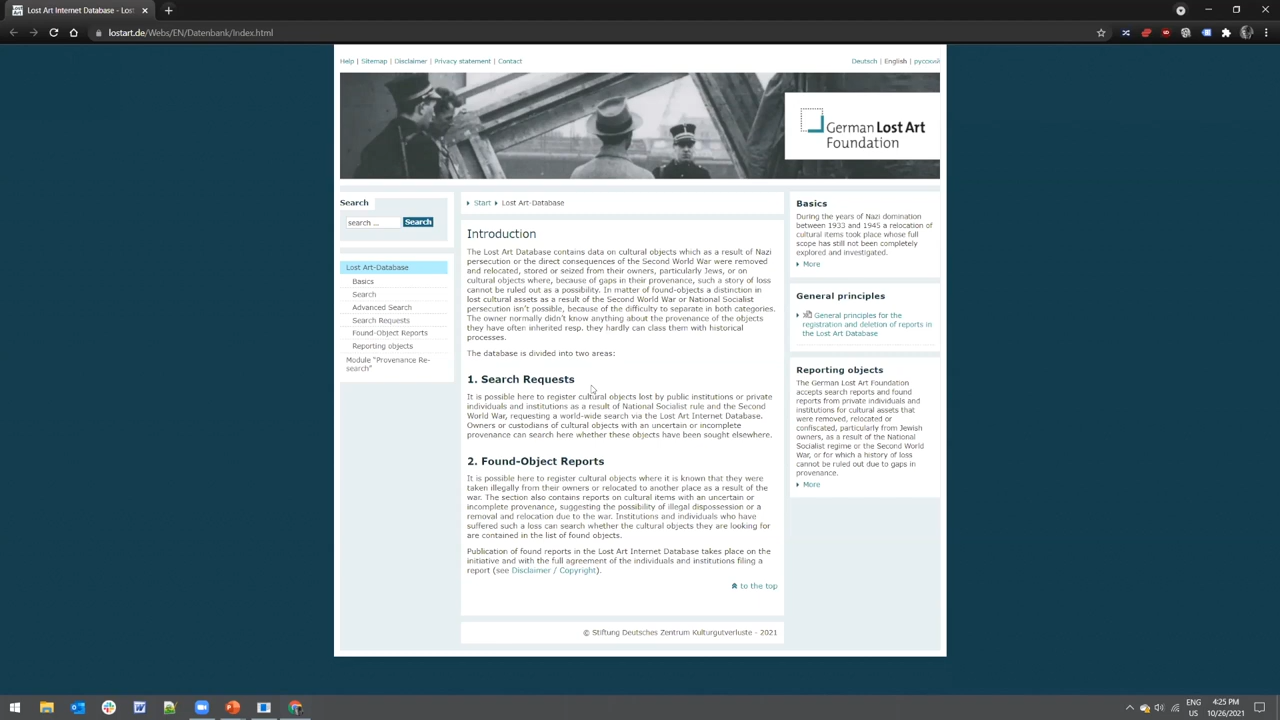 Lost Art Internet Database - Lost
lostart.de/Webs/EN/Datenbank/Index.html
Help | Sitemap | Disclaimer | Privacy statement | Contact
Deutsch | English | русский
German Lost Art
Foundation
Search
search ...
Search
Lost Art-Database
Basics
Search
Advanced Search
Search Requests
Found-Object Reports
Reporting objects
Module "Provenance Re-
search"
Start Lost Art-Database
Introduction
The Lost Art Database contains data on cultural objects which as a result of Nazi
persecution or the direct consequences of the Second World War were removed
and relocated, stored or seized from their owners, particularly Jews, or on
cultural objects where, because of gaps in their provenance, such a story of loss
cannot be ruled out as a possibility. In matter of found-objects a distinction in
lost cultural assets as a result of the Second World War or National Socialist
persecution isn't possible, because of the difficulty to separate in both categories.
The owner normally didn't know anything about the provenance of the objects
they have often inherited resp. they hardly can class them with historical
processes.
The database is divided into two areas:
1. Search Requests
It is possible here to register cultural objects lost by public institutions or private
individuals and institutions as a result of National Socialist rule and the Second
World War, requesting a world-wide search via the Lost Art Internet Database.
Owners or custodians of cultural objects with an uncertain or incomplete
provenance can search here whether these objects have been sought elsewhere.
2. Found-Object Reports
It is possible here to register cultural objects where it is known that they were
taken illegally from their owners or relocated to another place as a result of the
war. The section also contains reports on cultural items with an uncertain or
incomplete provenance, suggesting the possibility of illegal dispossession or a
removal and relocation due to the war. Institutions and individuals who have
suffered such a loss can search whether the cultural objects they are looking for
are contained in the list of found objects.
Publication of found reports in the Lost Art Internet Database takes place on the
initiative and with the full agreement of the individuals and institutions filing a
report (see Disclaimer / Copyright).
to the top
© Stiftung Deutsches Zentrum Kulturgutverluste - 2021
Basics
During the years of Nazi domination
between 1933 and 1945 a relocation of
cultural items took place whose full
scope has still not been completely
explored and investigated.
More
General principles
General principles for the
registration and deletion of reports in
the Lost Art Database
Reporting objects
The German Lost Art Foundation
accepts search reports and found
reports from private individuals and
institutions for cultural assets that
were removed, relocated or
confiscated, particularly from Jewish
owners, as a result of the National
Socialist regime or the Second World
War, or for which a history of loss
cannot be ruled out due to gaps in
provenance.
More
ENG
US
4:25 PM
10/26/2021